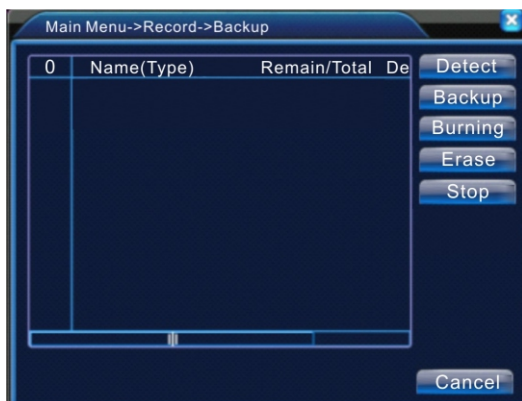 Main Menu->Record->Backup
0 Name(Type) Remain/Total De
Detect
Backup
Burning
Erase
Stop
Cancel